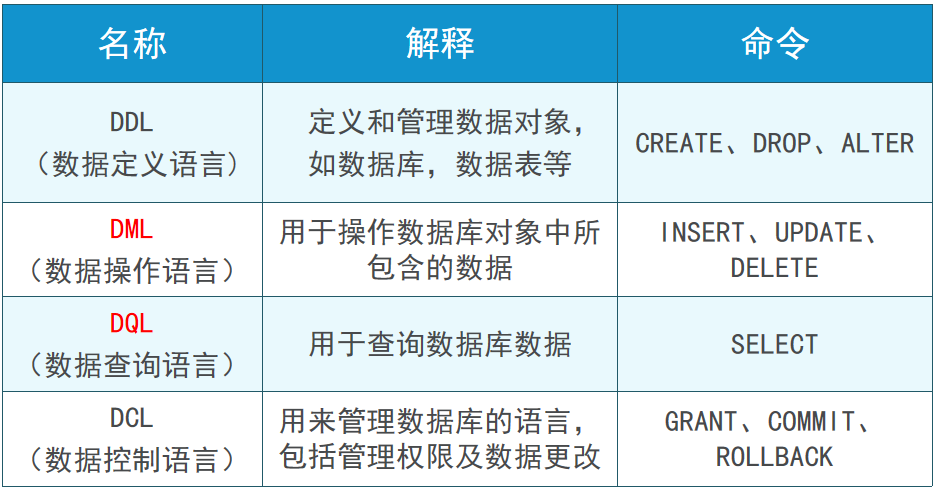 名称
解释
命令
DDL
（数据定义语言)
定义和管理数据对象，
如数据库，数据表等
CREATE、DROP、ALTER
DML
（数据操作语言）
用于操作数据库对象中所
包含的数据
INSERT、UPDATE、
DELETE
DQL
（数据查询语言）
用于查询数据库数据
SELECT
DCL
（数据控制语言）
用来管理数据库的语言，
包括管理权限及数据更改
GRANT、COMMIT、
ROLLBACK